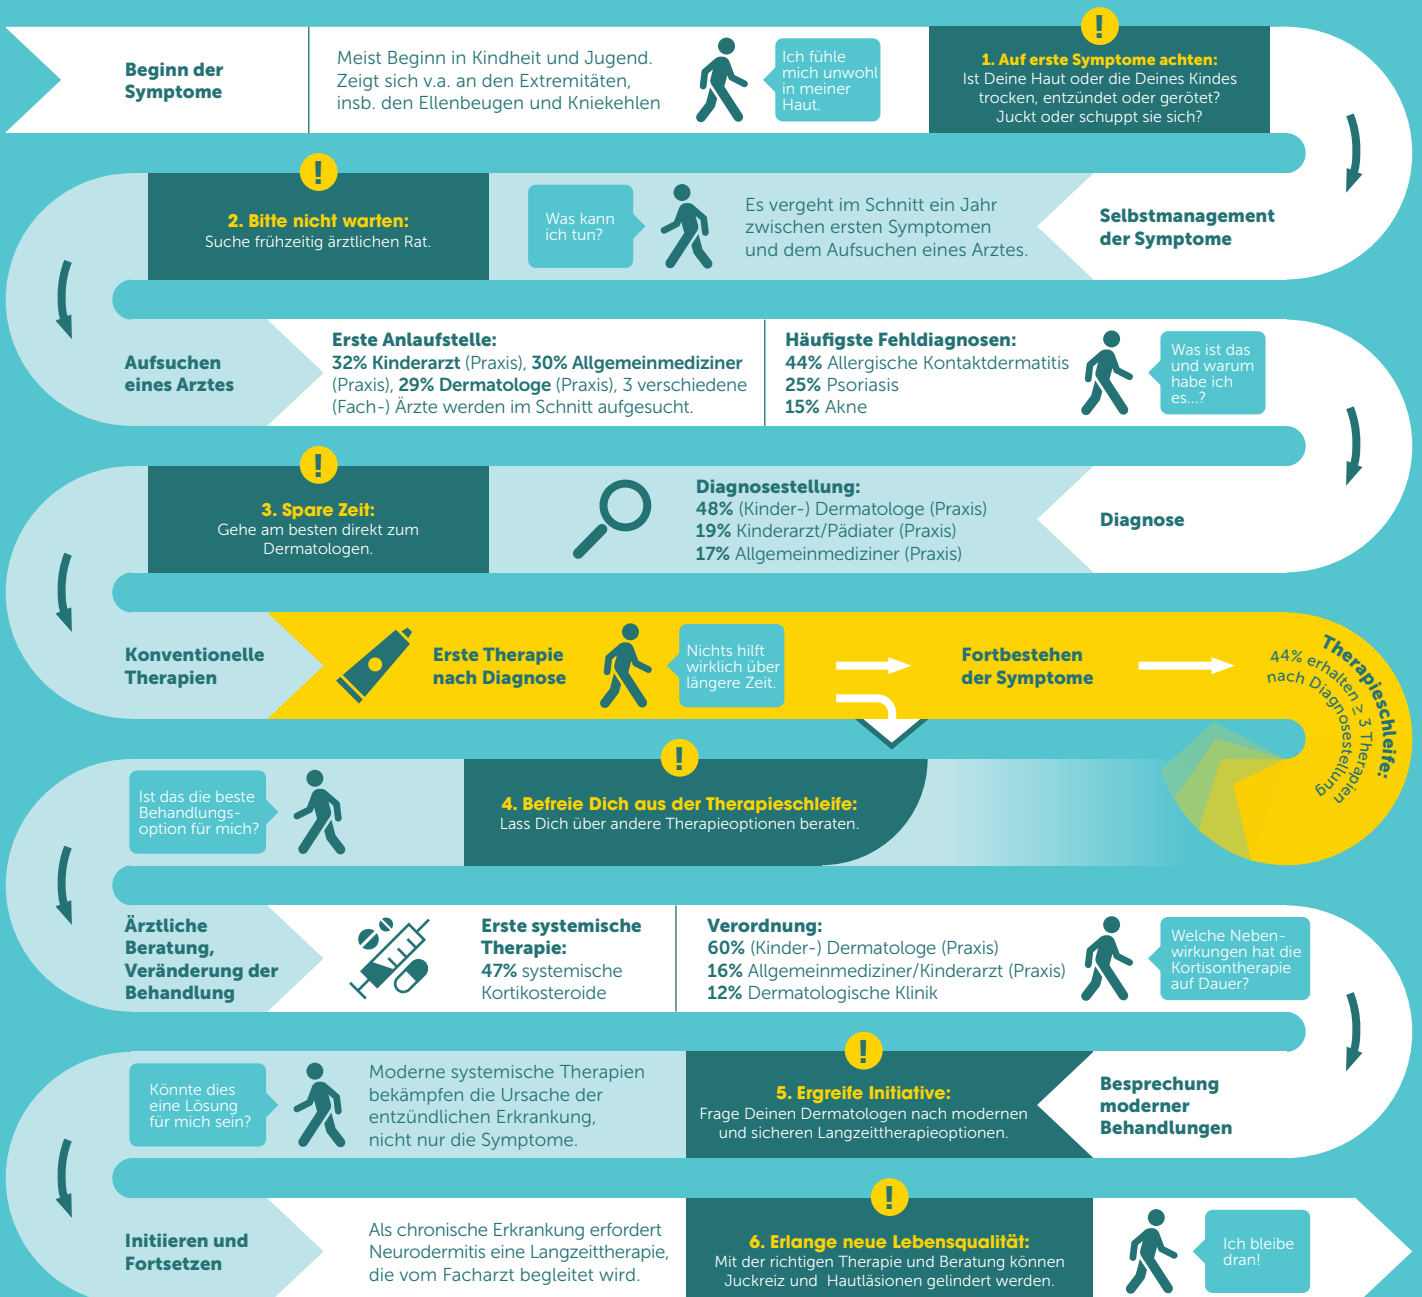 Beginn der
Symptome
Meist Beginn in Kindheit und Jugend.
Zeigt sich v.a. an den Extremitäten,
insb. den Ellenbeugen und Kniekehlen
Ich fühle
mich unwohl
in meiner
Haut.
!
1. Auf erste Symptome achten:
Ist Deine Haut oder die Deines Kindes
trocken, entzündet oder gerötet?
Juckt oder schuppt sie sich?
Selbstmanagement
der Symptome
Es vergeht im Schnitt ein Jahr
zwischen ersten Symptomen
und dem Aufsuchen eines Arztes.
Was kann
ich tun?
!
2. Bitte nicht warten:
Suche frühzeitig ärztlichen Rat.
Aufsuchen
eines Arztes
Erste Anlaufstelle:
32% Kinderarzt (Praxis), 30% Allgemeinmediziner
(Praxis), 29% Dermatologe (Praxis), 3 verschiedene
(Fach-) Ärzte werden im Schnitt aufgesucht.
Häufigste Fehldiagnosen:
44% Allergische Kontaktdermatitis
25% Psoriasis
15% Akne
Was ist das
und warum
habe ich
es...?
Diagnose
Diagnosestellung:
48% (Kinder-) Dermatologe (Praxis)
19% Kinderarzt/Pädiater (Praxis)
17% Allgemeinmediziner (Praxis)
!
3. Spare Zeit:
Gehe am besten direkt zum
Dermatologen.
Konventionelle
Therapien
Erste Therapie
nach Diagnose
Nichts hilft
wirklich über
längere Zeit.
Fortbestehen
der Symptome
Therapieschleife:
44% erhalten ≥ 3 Therapien
nach Diagnosestellung
!
4. Befreie Dich aus der Therapieschleife:
Lass Dich über andere Therapieoptionen beraten.
Ist das die beste
Behandlungs-
option für mich?
Ärztliche
Beratung,
Veränderung der
Behandlung
Erste systemische
Therapie:
47% systemische
Kortikosteroide
Verordnung:
60% (Kinder-) Dermatologe (Praxis)
16% Allgemeinmediziner/Kinderarzt (Praxis)
12% Dermatologische Klinik
Welche Neben-
wirkungen hat die
Kortisontherapie
auf Dauer?
Besprechung
moderner
Behandlungen
!
5. Ergreife Initiative:
Frage Deinen Dermatologen nach modernen
und sicheren Langzeittherapieoptionen.
Moderne systemische Therapien
bekämpfen die Ursache der
entzündlichen Erkrankung,
nicht nur die Symptome.
Könnte dies
eine Lösung
für mich sein?
Initiieren und
Fortsetzen
Als chronische Erkrankung erfordert
Neurodermitis eine Langzeittherapie,
die vom Facharzt begleitet wird.
!
6. Erlange neue Lebensqualität:
Mit der richtigen Therapie und Beratung können
Juckreiz und Hautläsionen gelindert werden.
Ich bleibe
dran!